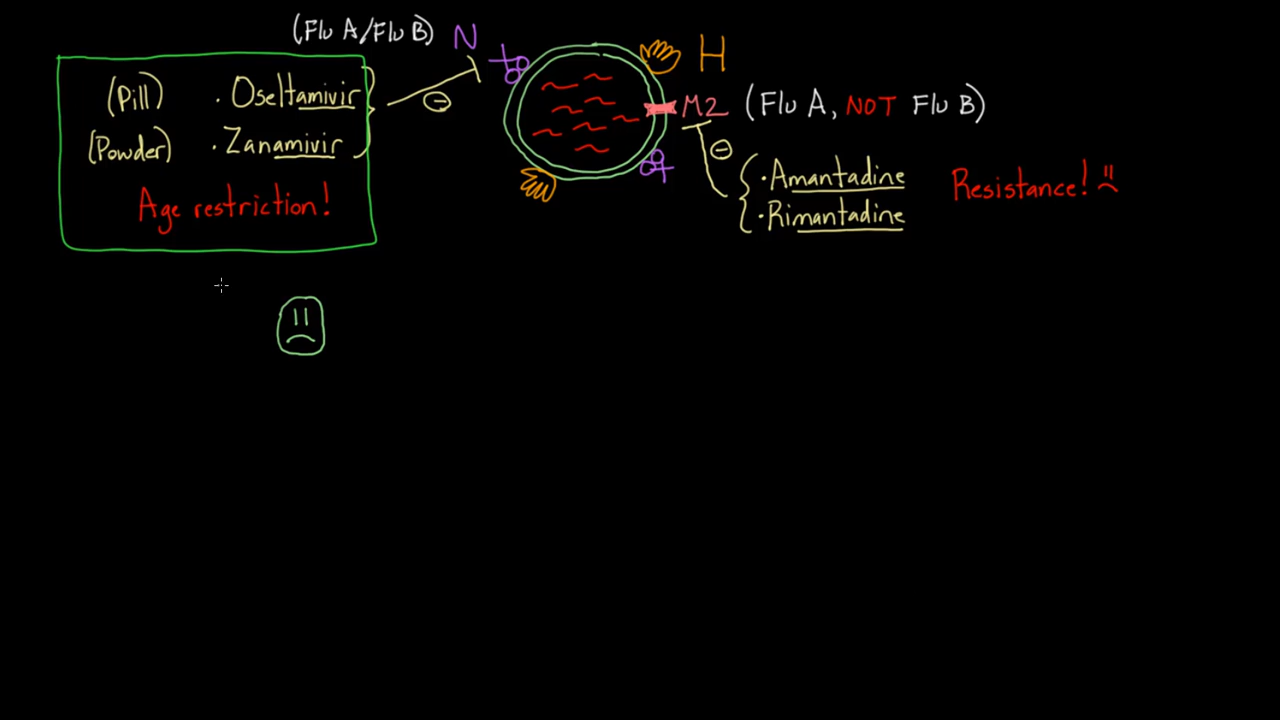 (Flu A/Flu B) N
H
(Pill) · Oseltamivir
M2 (Flu A, NOT Flu B)
(Powder) · Zanamivir
· Amantadine
Resistance!
· Rimantadine
Age restriction!